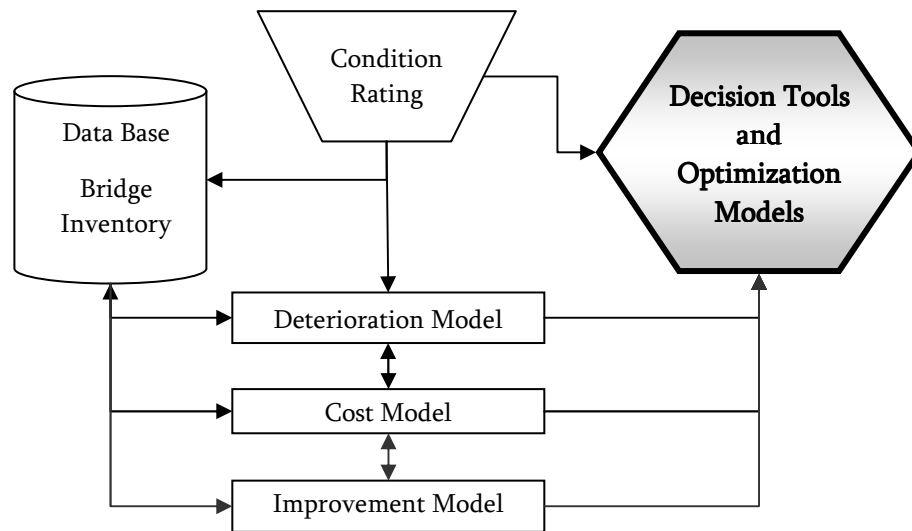 Condition
Rating
Data Base
Bridge
Inventory
Decision Tools
and
Optimization
Models
Deterioration Model
Cost Model
Improvement Model